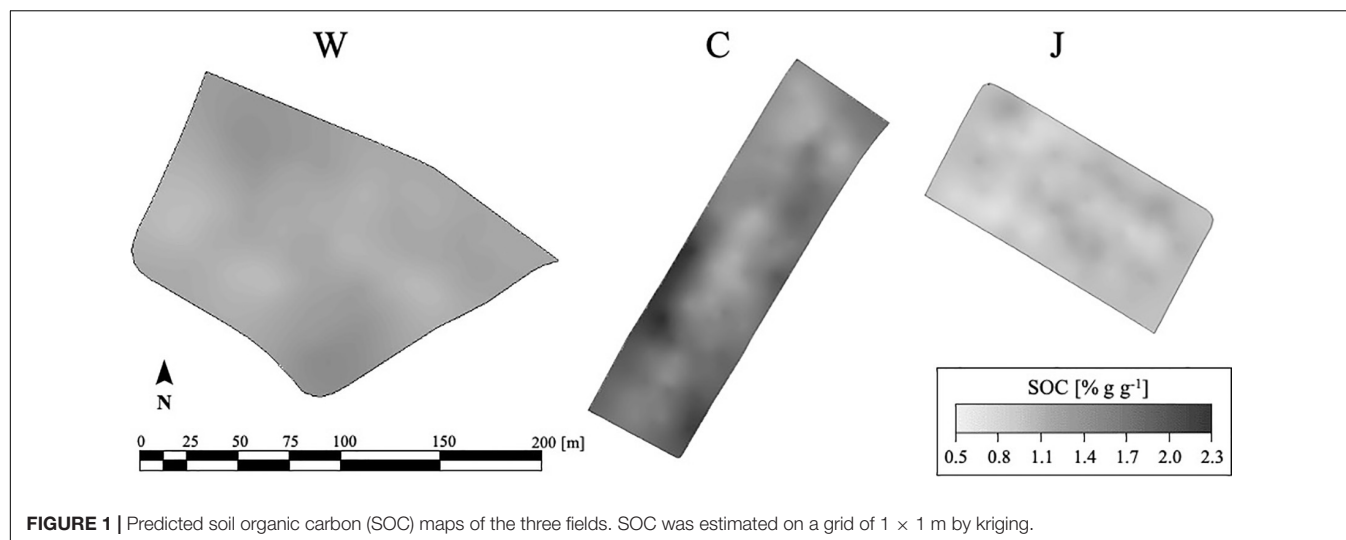 W C J
N
0 25 50 75 100 150 200 [m]
SOC [% g g⁻¹]
0.5 0.8 1.1 1.4 1.7 2.0 2.3
FIGURE 1 | Predicted soil organic carbon (SOC) maps of the three fields. SOC was estimated on a grid of 1 × 1 m by kriging.